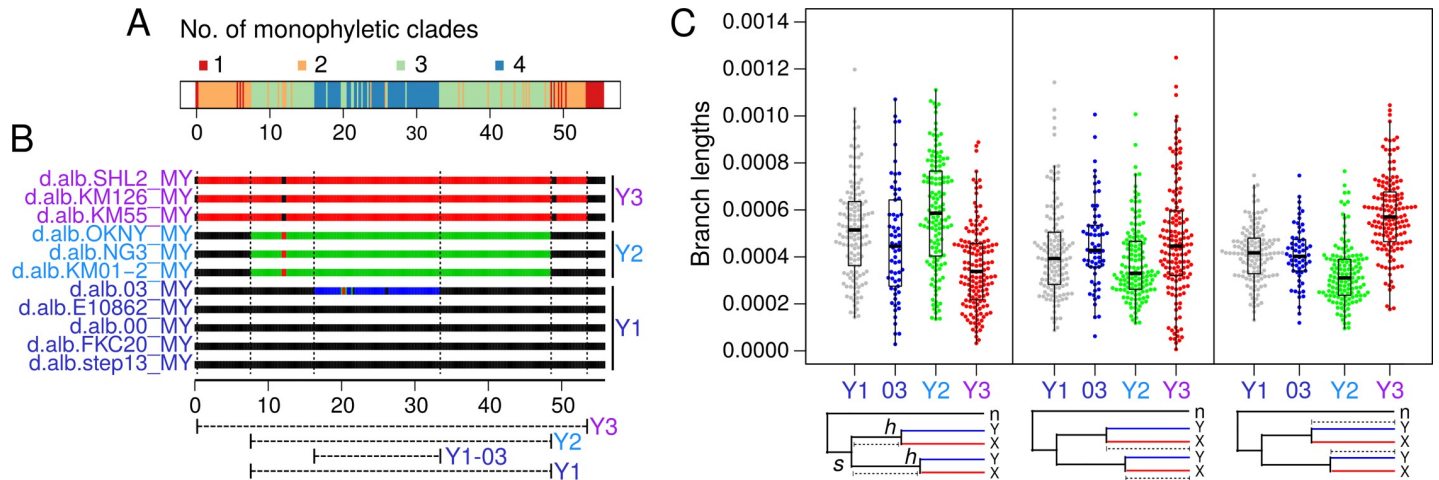 A
No. of monophyletic clades
1 2 3 4
0 10 20 30 40 50
B
d.alb.SHL2_MY
d.alb.KM126_MY
d.alb.KM55_MY
Y3
d.alb.OKNY_MY
d.alb.NG3_MY
d.alb.KM01-2_MY
Y2
d.alb.03_MY
d.alb.E10862_MY
d.alb.00_MY
d.alb.FKC20_MY
d.alb.step13_MY
Y1
0 10 20 30 40 50
Y3
Y2
Y1-03
Y1
C
Branch lengths
0.0014
0.0012
0.0010
0.0008
0.0006
0.0004
0.0002
0.0000
Y1 03 Y2 Y3 Y1 03 Y2 Y3 Y1 03 Y2 Y3
n
h Y
X
s h Y
X
n
Y
X
Y
X
n
Y
X
Y
X